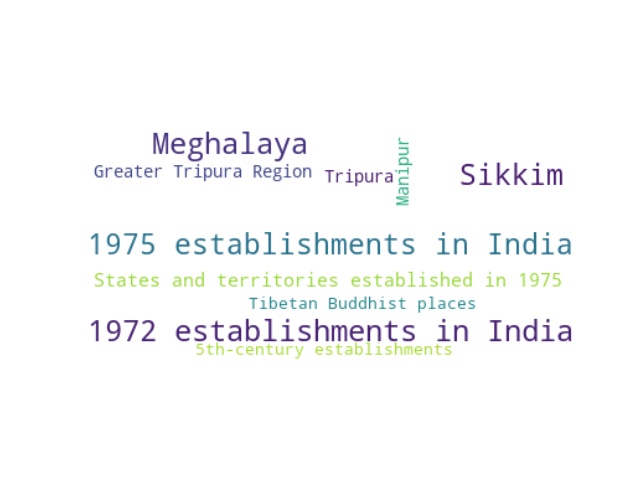 Meghalaya
Greater Tripura Region
Tripura
Manipur
Sikkim
1975 establishments in India
States and territories established in 1975
Tibetan Buddhist places
1972 establishments in India
5th-century establishments